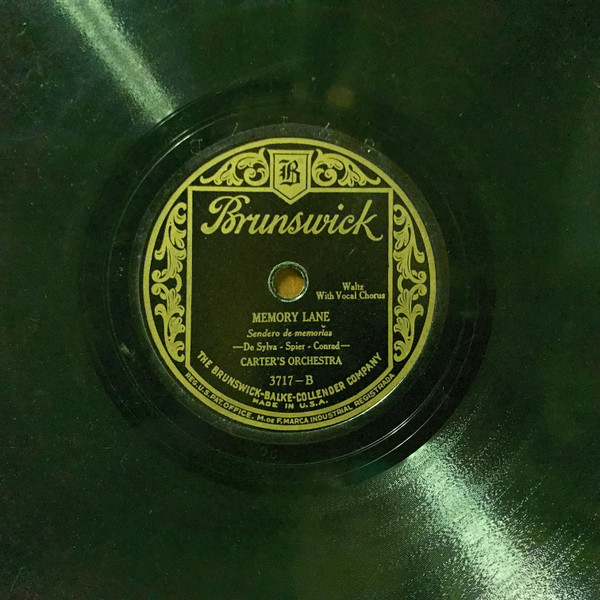 B
Brunswick
Waltz
With Vocal Chorus
MEMORY LANE
Sendero de memorias
—De Sylva - Spier - Conrad—
CARTER'S ORCHESTRA
3717-B
THE BRUNSWICK-BALKE-COLLENDER COMPANY
MADE IN U.S.A.
REG. U.S. PAT. OFFICE. M. DE F. MARCA INDUSTRIAL REGISTRADA